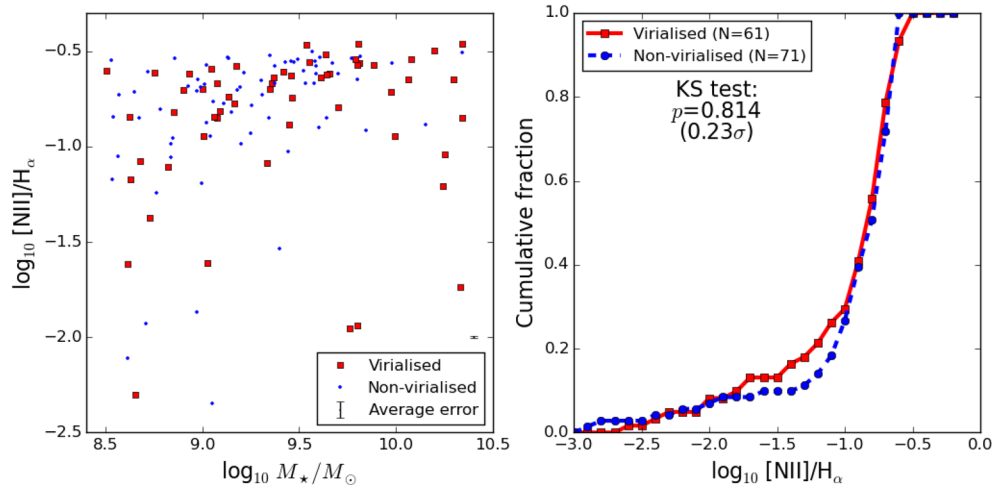 −0.5
−1.0
−1.5
−2.0
−2.5
8.5 9.0 9.5 10.0 10.5
log₁₀ [NII]/Hα
log₁₀ M⋆/M⊙
Virialised
Non-virialised
Average error
1.0
0.8
0.6
0.4
0.2
0.0
−3.0 −2.5 −2.0 −1.5 −1.0 −0.5 0.0
Cumulative fraction
log₁₀ [NII]/Hα
Virialised (N=61)
Non-virialised (N=71)
KS test:
p=0.814
(0.23σ)